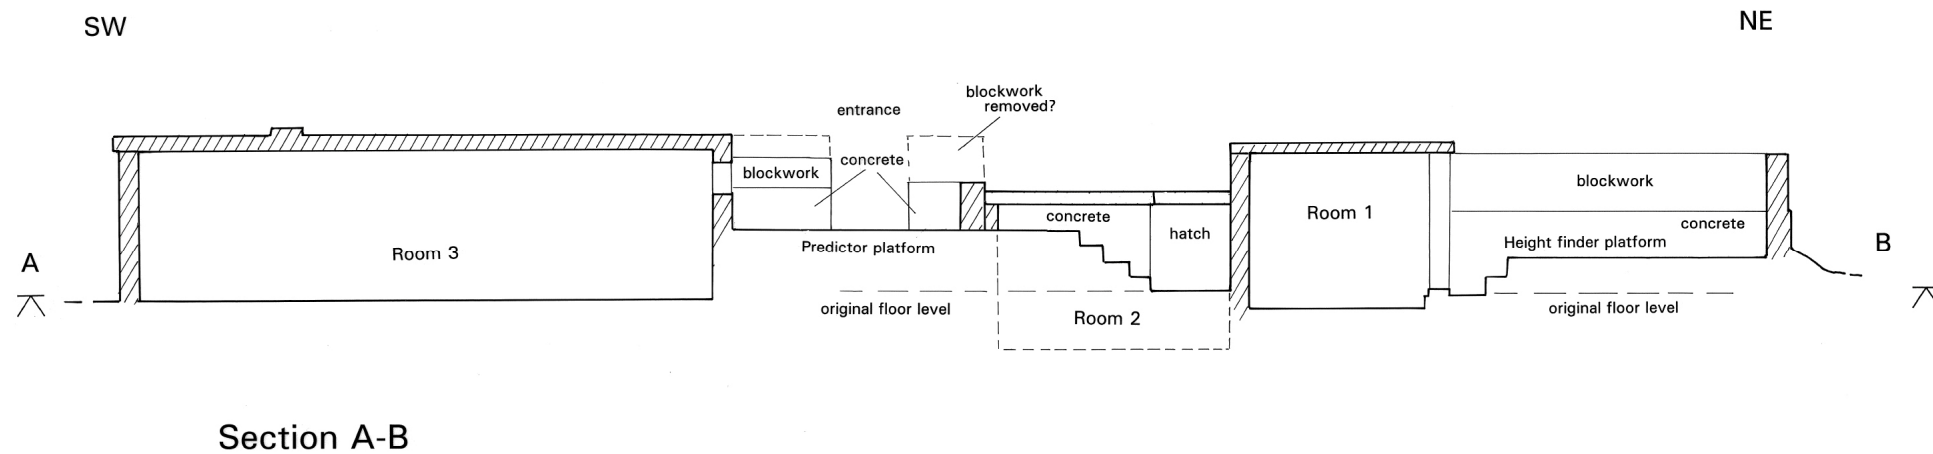 SW
NE
blockwork
removed?
entrance
concrete
blockwork
blockwork
Room 1
concrete
concrete
hatch
Height finder platform
Predictor platform
Room 3
A
B
original floor level
Room 2
original floor level
Section A-B